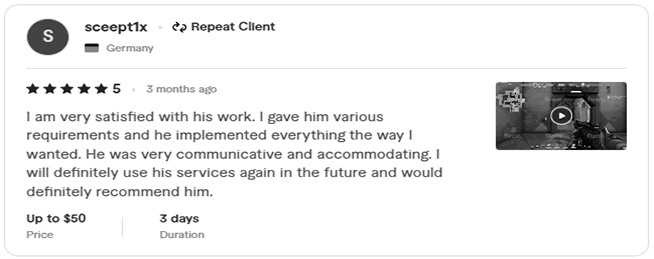 S
sceept1x
Repeat Client
Germany
5
3 months ago
I am very satisfied with his work. I gave him various
requirements and he implemented everything the way I
wanted. He was very communicative and accommodating. I
will definitely use his services again in the future and would
definitely recommend him.
Up to $50
3 days
Price
Duration